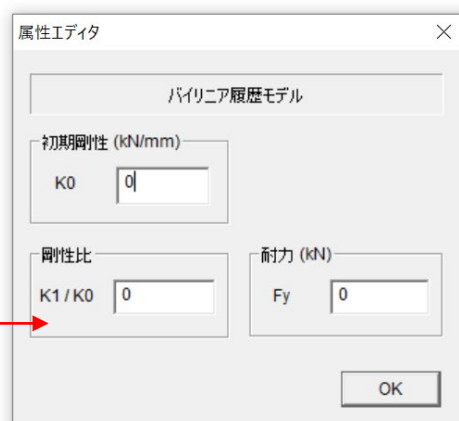 属性エディタ
バイリニア履歴モデル
初期剛性 (kN/mm)
K0 0
剛性比
K1 / K0 0
耐力 (kN)
Fy 0
OK